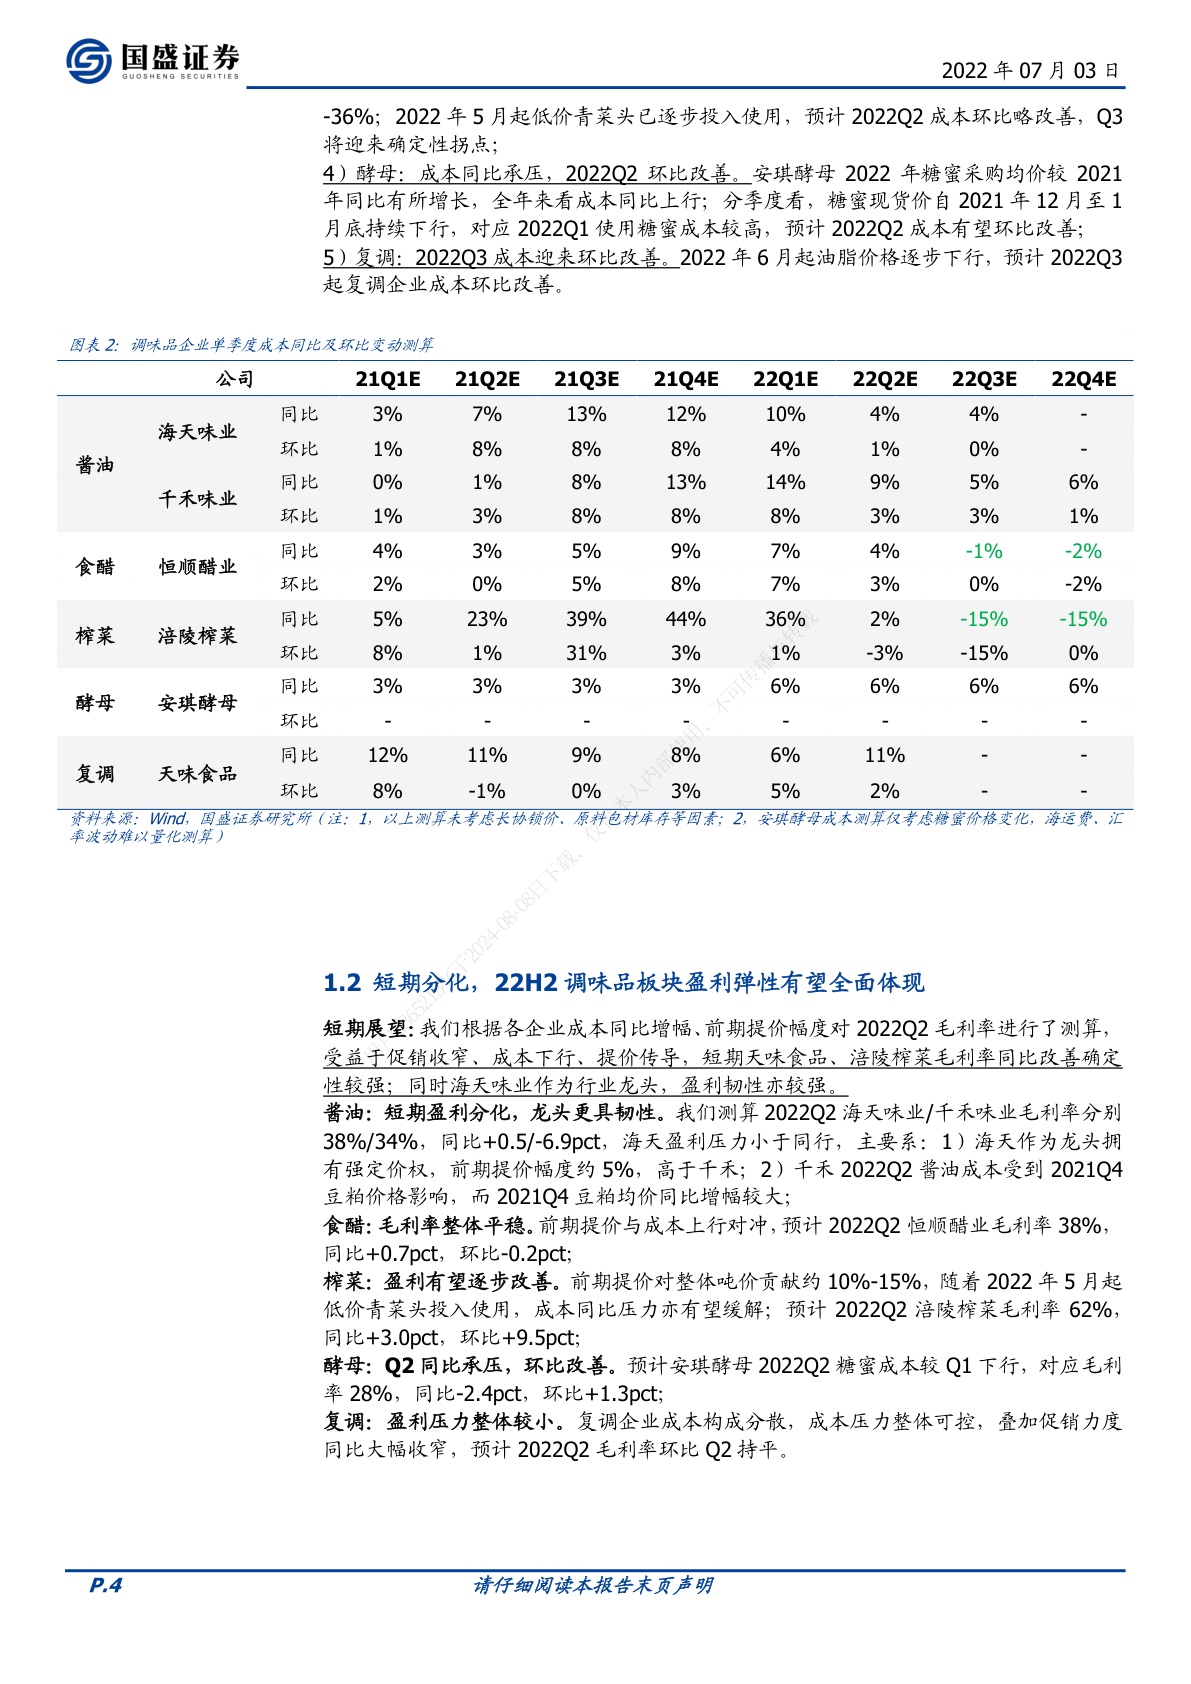 国盛证券
GUOSHENG SECURITIES
2022 年 07 月 03 日
-36%；2022 年 5 月起低价青菜头已逐步投入使用，预计 2022Q2 成本环比略改善，Q3
将迎来确定性拐点；
4）酵母：成本同比承压，2022Q2 环比改善。安琪酵母 2022 年糖蜜采购均价较 2021
年同比有所增长，全年来看成本同比上行；分季度看，糖蜜现货价自 2021 年 12 月至 1
月底持续下行，对应 2022Q1 使用糖蜜成本较高，预计 2022Q2 成本有望环比改善；
5）复调：2022Q3 成本迎来环比改善。2022 年 6 月起油脂价格逐步下行，预计 2022Q3
起复调企业成本环比改善。
图表 2：调味品企业单季度成本同比及环比变动测算
公司 21Q1E 21Q2E 21Q3E 21Q4E 22Q1E 22Q2E 22Q3E 22Q4E
酱油 海天味业 同比 3% 7% 13% 12% 10% 4% 4% -
环比 1% 8% 8% 8% 4% 1% 0% -
千禾味业 同比 0% 1% 8% 13% 14% 9% 5% 6%
环比 1% 3% 8% 8% 8% 3% 3% 1%
食醋 恒顺醋业 同比 4% 3% 5% 9% 7% 4% -1% -2%
环比 2% 0% 5% 8% 7% 3% 0% -2%
榨菜 涪陵榨菜 同比 5% 23% 39% 44% 36% 2% -15% -15%
环比 8% 1% 31% 3% 1% -3% -15% 0%
酵母 安琪酵母 同比 3% 3% 3% 3% 6% 6% 6% 6%
环比 - - - - - - - -
复调 天味食品 同比 12% 11% 9% 8% 6% 11% - -
环比 8% -1% 0% 3% 5% 2% - -
资料来源：Wind，国盛证券研究所（注：1，以上测算未考虑长协锁价、原料包材库存等因素；2，安琪酵母成本测算仅考虑糖蜜价格变化，海运费、汇
率波动难以量化测算）
1.2 短期分化，22H2 调味品板块盈利弹性有望全面体现
短期展望：我们根据各企业成本同比增幅、前期提价幅度对 2022Q2 毛利率进行了测算，
受益于促销收窄、成本下行、提价传导，短期天味食品、涪陵榨菜毛利率同比改善确定
性较强；同时海天味业作为行业龙头，盈利韧性亦较强。
酱油：短期盈利分化，龙头更具韧性。我们测算 2022Q2 海天味业/千禾味业毛利率分别
38%/34%，同比+0.5/-6.9pct，海天盈利压力小于同行，主要系：1）海天作为龙头拥
有强定价权，前期提价幅度约 5%，高于千禾；2）千禾 2022Q2 酱油成本受到 2021Q4
豆粕价格影响，而 2021Q4 豆粕均价同比增幅较大；
食醋：毛利率整体平稳。前期提价与成本上行对冲，预计 2022Q2 恒顺醋业毛利率 38%，
同比+0.7pct，环比-0.2pct；
榨菜：盈利有望逐步改善。前期提价对整体吨价贡献约 10%-15%，随着 2022 年 5 月起
低价青菜头投入使用，成本同比压力亦有望缓解；预计 2022Q2 涪陵榨菜毛利率 62%，
同比+3.0pct，环比+9.5pct；
酵母：Q2 同比承压，环比改善。预计安琪酵母 2022Q2 糖蜜成本较 Q1 下行，对应毛利
率 28%，同比-2.4pct，环比+1.3pct；
复调：盈利压力整体较小。复调企业成本构成分散，成本压力整体可控，叠加促销力度
同比大幅收窄，预计 2022Q2 毛利率环比 Q2 持平。
P.4
请仔细阅读本报告末页声明